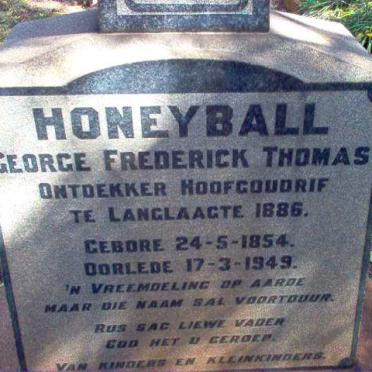 HONEYBALL
GEORGE FREDERICK THOMAS
ONTDEKKER HOOFGOUDRIF
TE LANGLAAGTE 1886.
GEBORE 24-5-1854.
OORLEDE 17-3-1949.
'N VREEMDELING OP AARDE
MAAR DIE NAAM SAL VOORTDUUR.
RUS SAG LIEWE VADER
GOD HET U GEROEP.
VAN KINDERS EN KLEINKINDERS.